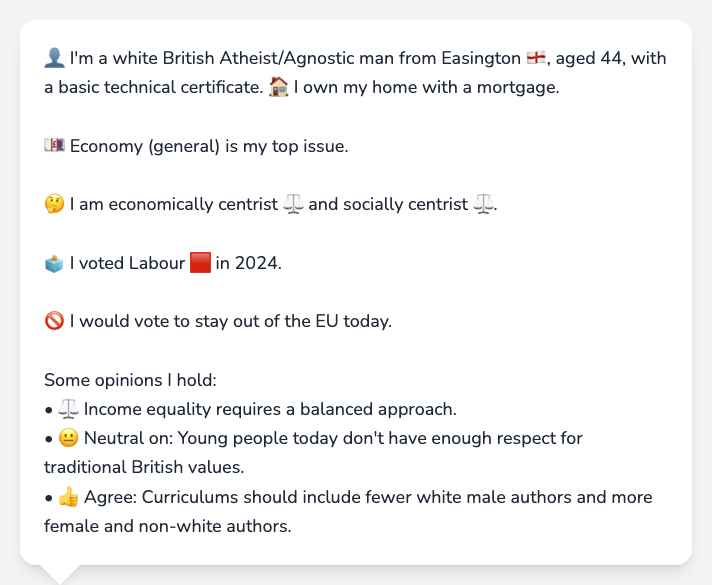 👤 I'm a white British Atheist/Agnostic man from Easington 🏴󠁧󠁢󠁥󠁮󠁧󠁿, aged 44, with
a basic technical certificate. 🏠 I own my home with a mortgage.
💷 Economy (general) is my top issue.
🤔 I am economically centrist ⚖️ and socially centrist ⚖️.
🗳️ I voted Labour 🟥 in 2024.
🚫 I would vote to stay out of the EU today.
Some opinions I hold:
• ⚖️ Income equality requires a balanced approach.
• 😐 Neutral on: Young people today don't have enough respect for
traditional British values.
• 👍 Agree: Curriculums should include fewer white male authors and more
female and non-white authors.